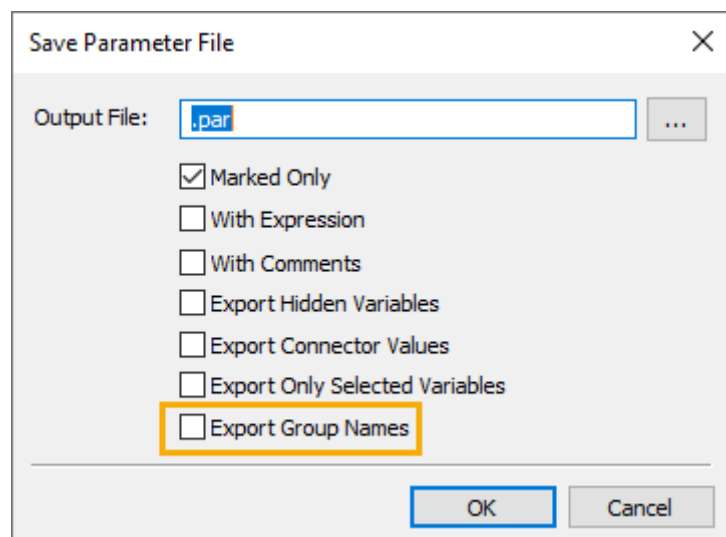 Save Parameter File
Output File: .par ...
Marked Only
With Expression
With Comments
Export Hidden Variables
Export Connector Values
Export Only Selected Variables
Export Group Names
OK Cancel